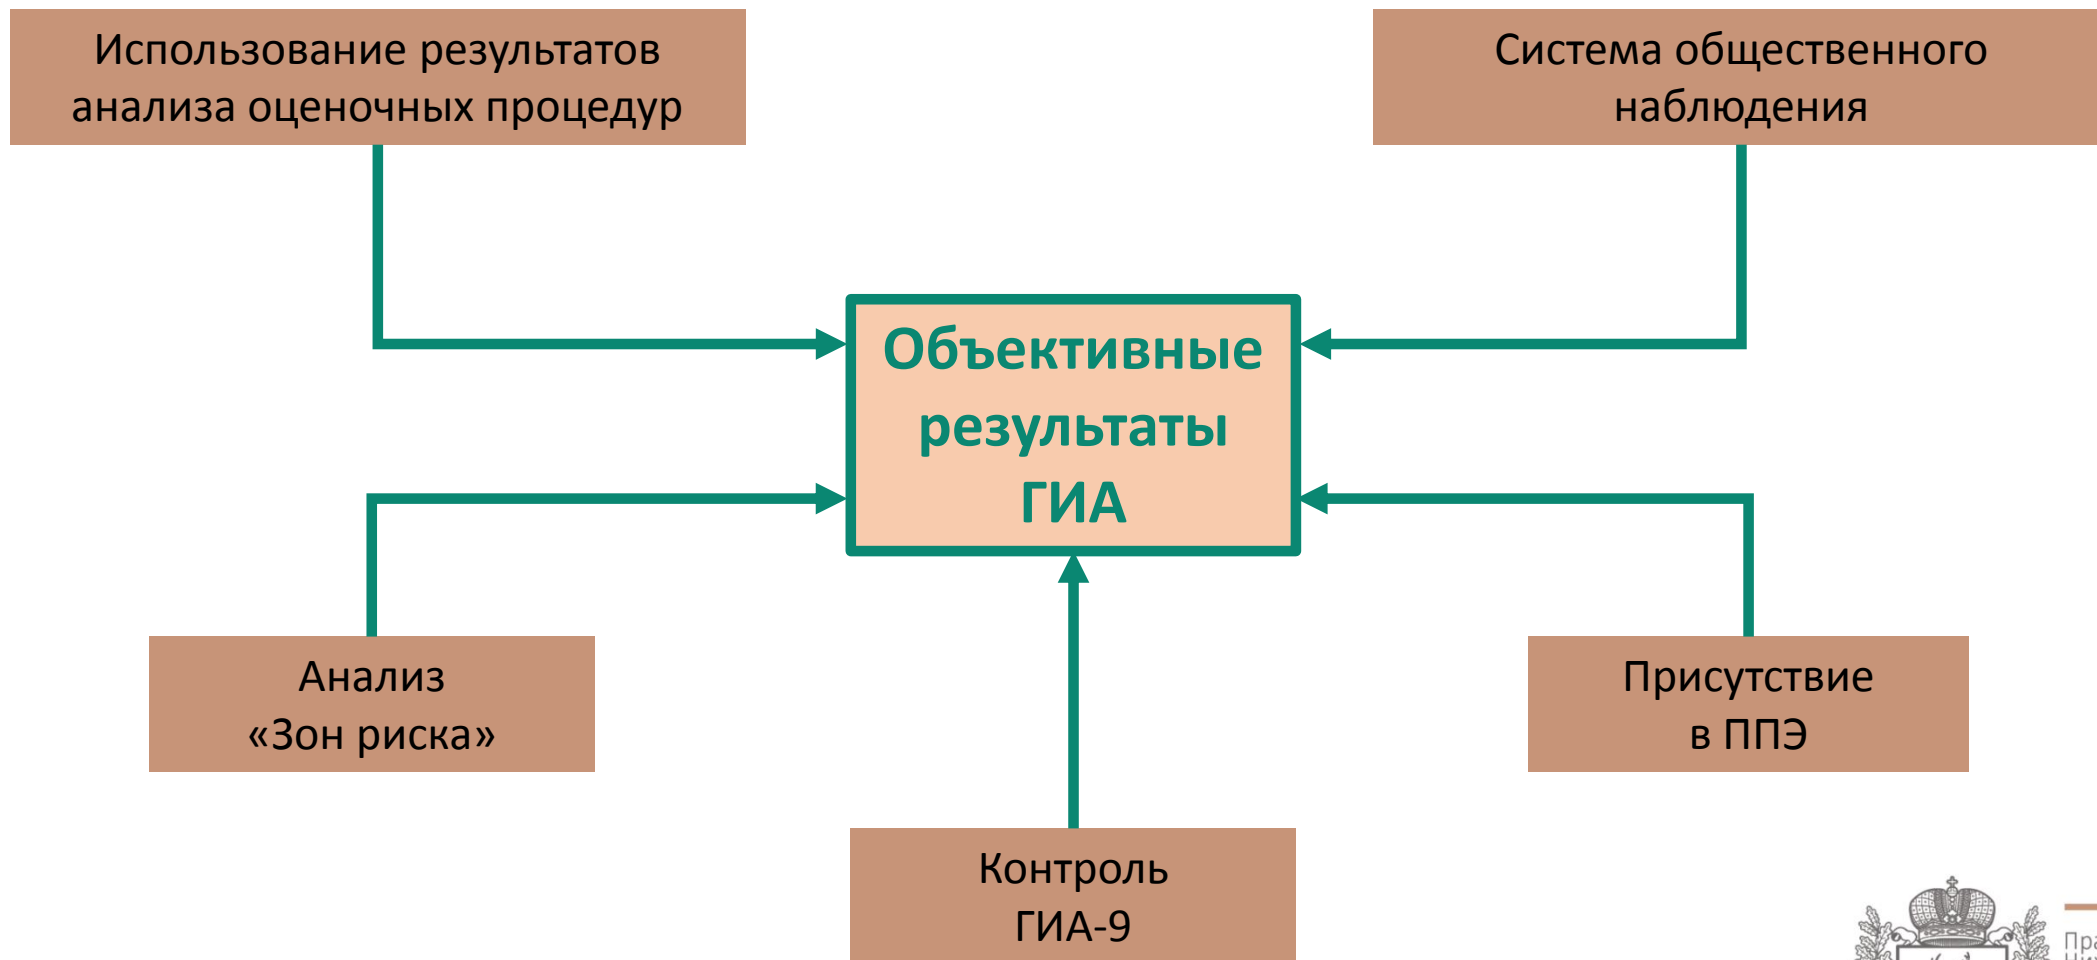 Использование результатов
анализа оценочных процедур
Система общественного
наблюдения
Объективные
результаты
ГИА
Анализ
«Зон риска»
Присутствие
в ППЭ
Контроль
ГИА-9